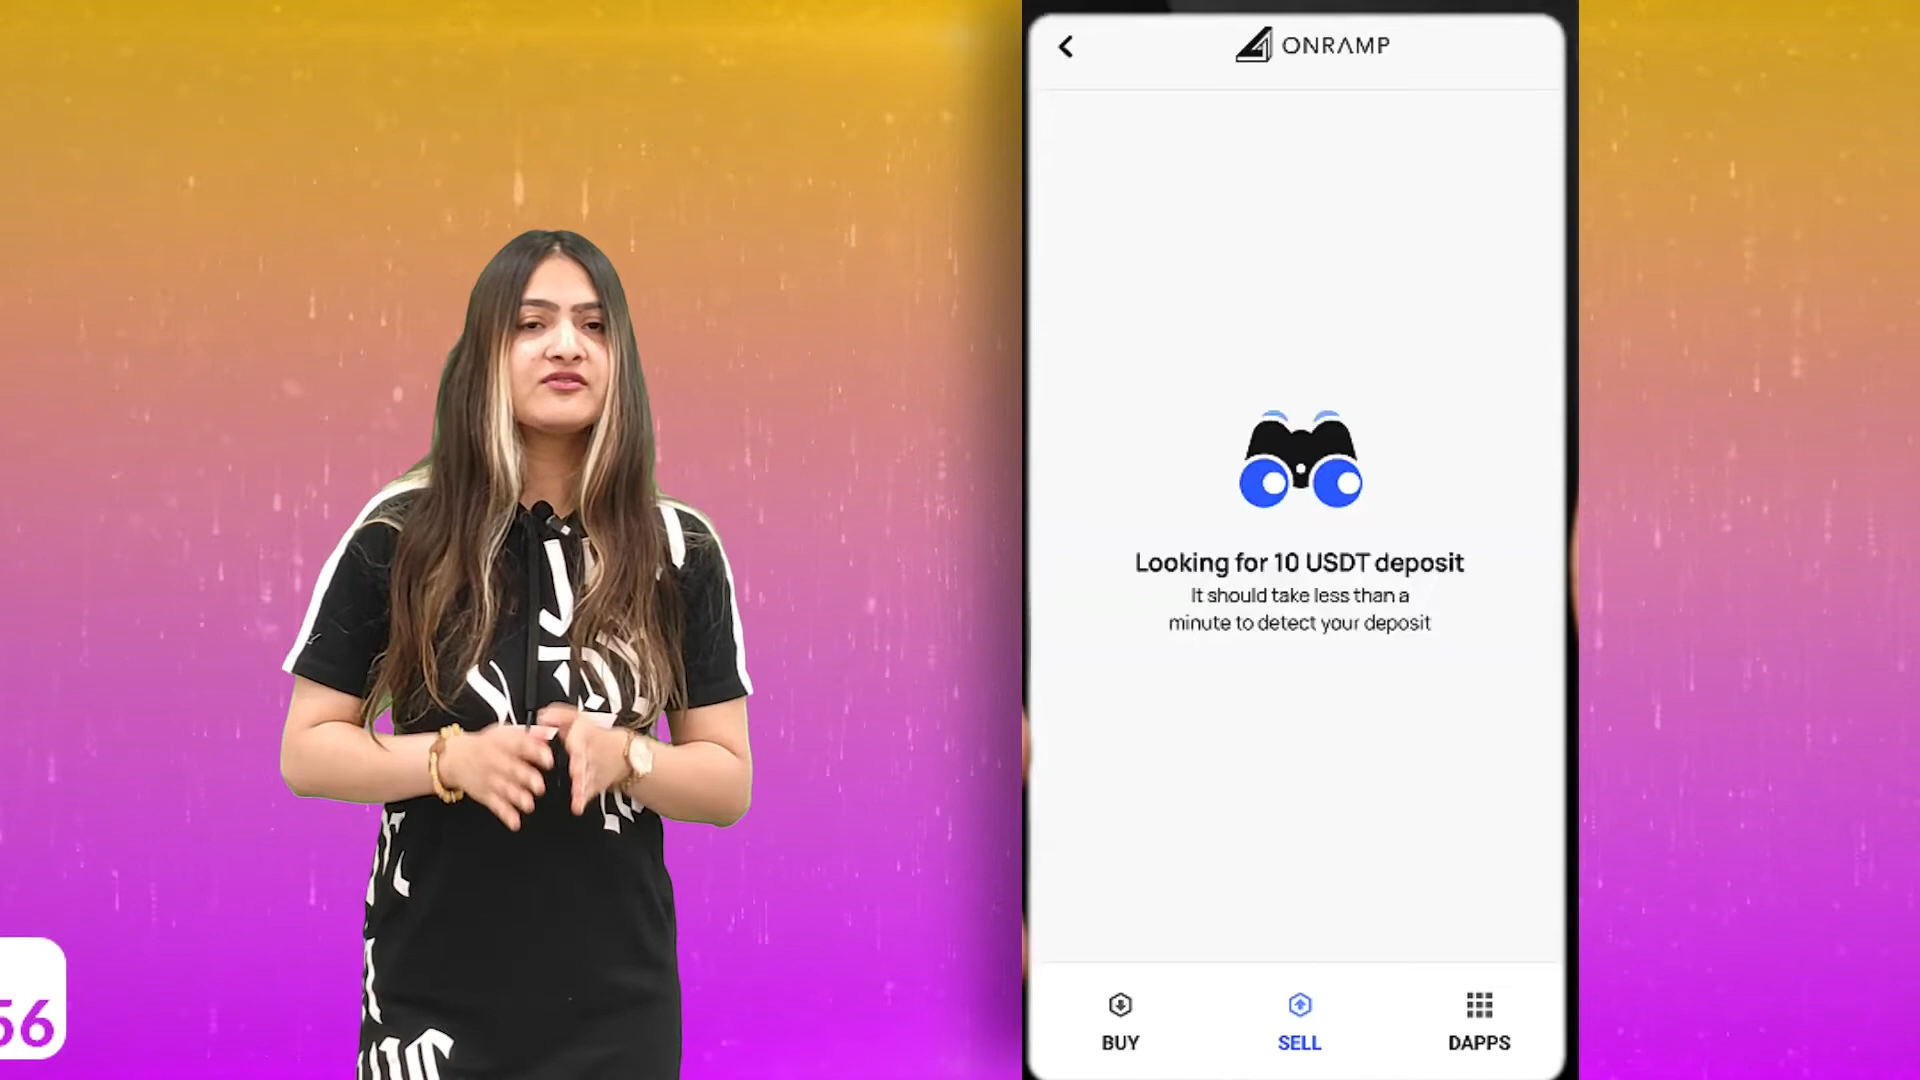 ONRAMP
Looking for 10 USDT deposit
It should take less than a
minute to detect your deposit
BUY
SELL
DAPPS
56